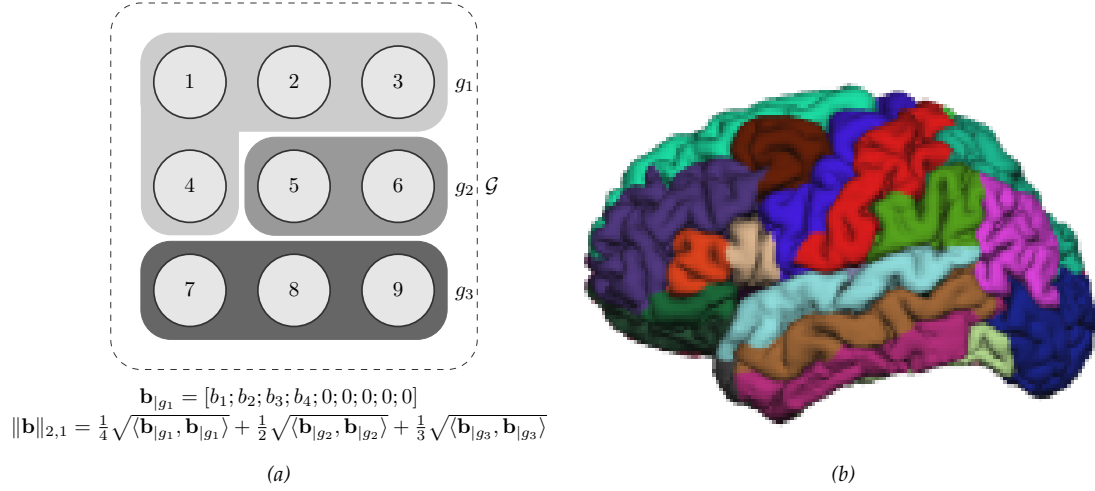 1 2 3 g₁
4 5 6 g₂ 𝒢
7 8 9 g₃
𝐛|g₁ = [b₁; b₂; b₃; b₄; 0; 0; 0; 0; 0]
‖𝐛‖₂,₁ = ¼√⟨𝐛|g₁, 𝐛|g₁⟩ + ½√⟨𝐛|g₂, 𝐛|g₂⟩ + ⅓√⟨𝐛|g₃, 𝐛|g₃⟩
(a) (b)